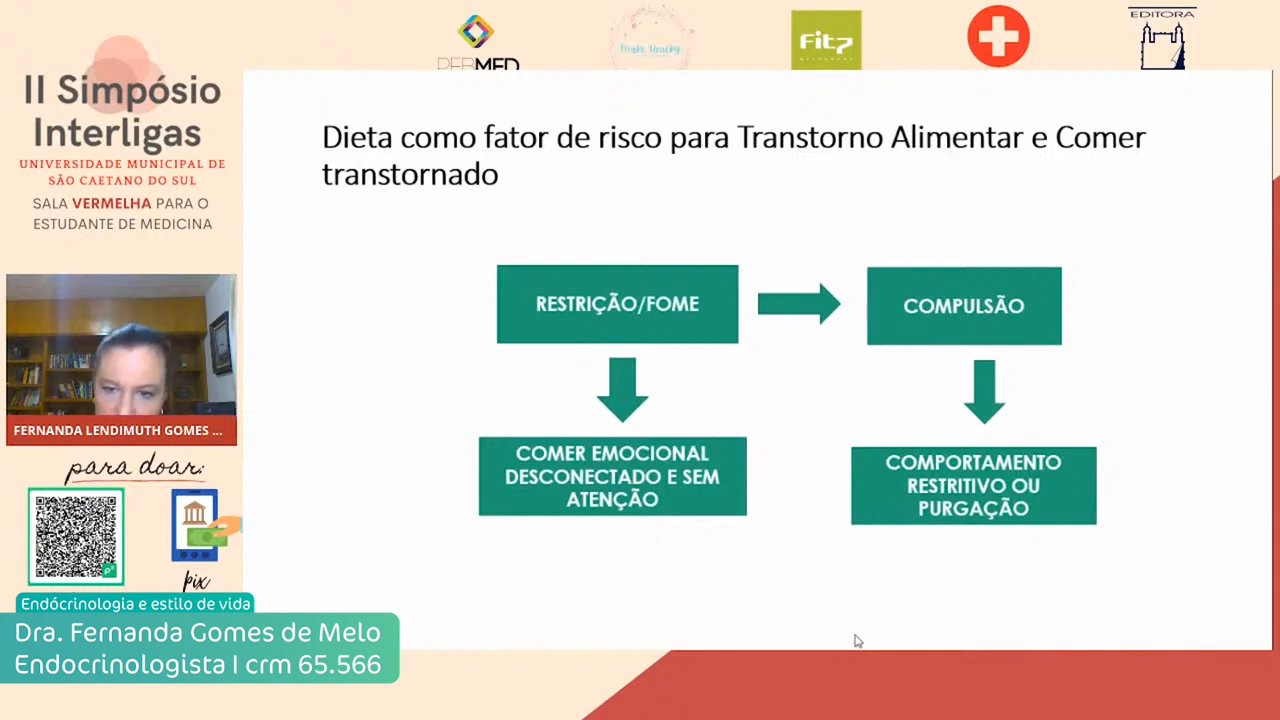 PEBMED
Fit7
EDITORA
II Simpósio
Interligas
UNIVERSIDADE MUNICIPAL DE
SÃO CAETANO DO SUL
SALA VERMELHA PARA O
ESTUDANTE DE MEDICINA
Dieta como fator de risco para Transtorno Alimentar e Comer
transtornado
RESTRIÇÃO/FOME
COMPULSÃO
COMER EMOCIONAL
DESCONECTADO E SEM
ATENÇÃO
COMPORTAMENTO
RESTRITIVO OU
PURGAÇÃO
FERNANDA LENDIMUTH GOMES ...
para doar:
pix
Endócrinologia e estilo de vida
Dra. Fernanda Gomes de Melo
Endocrinologista I crm 65.566